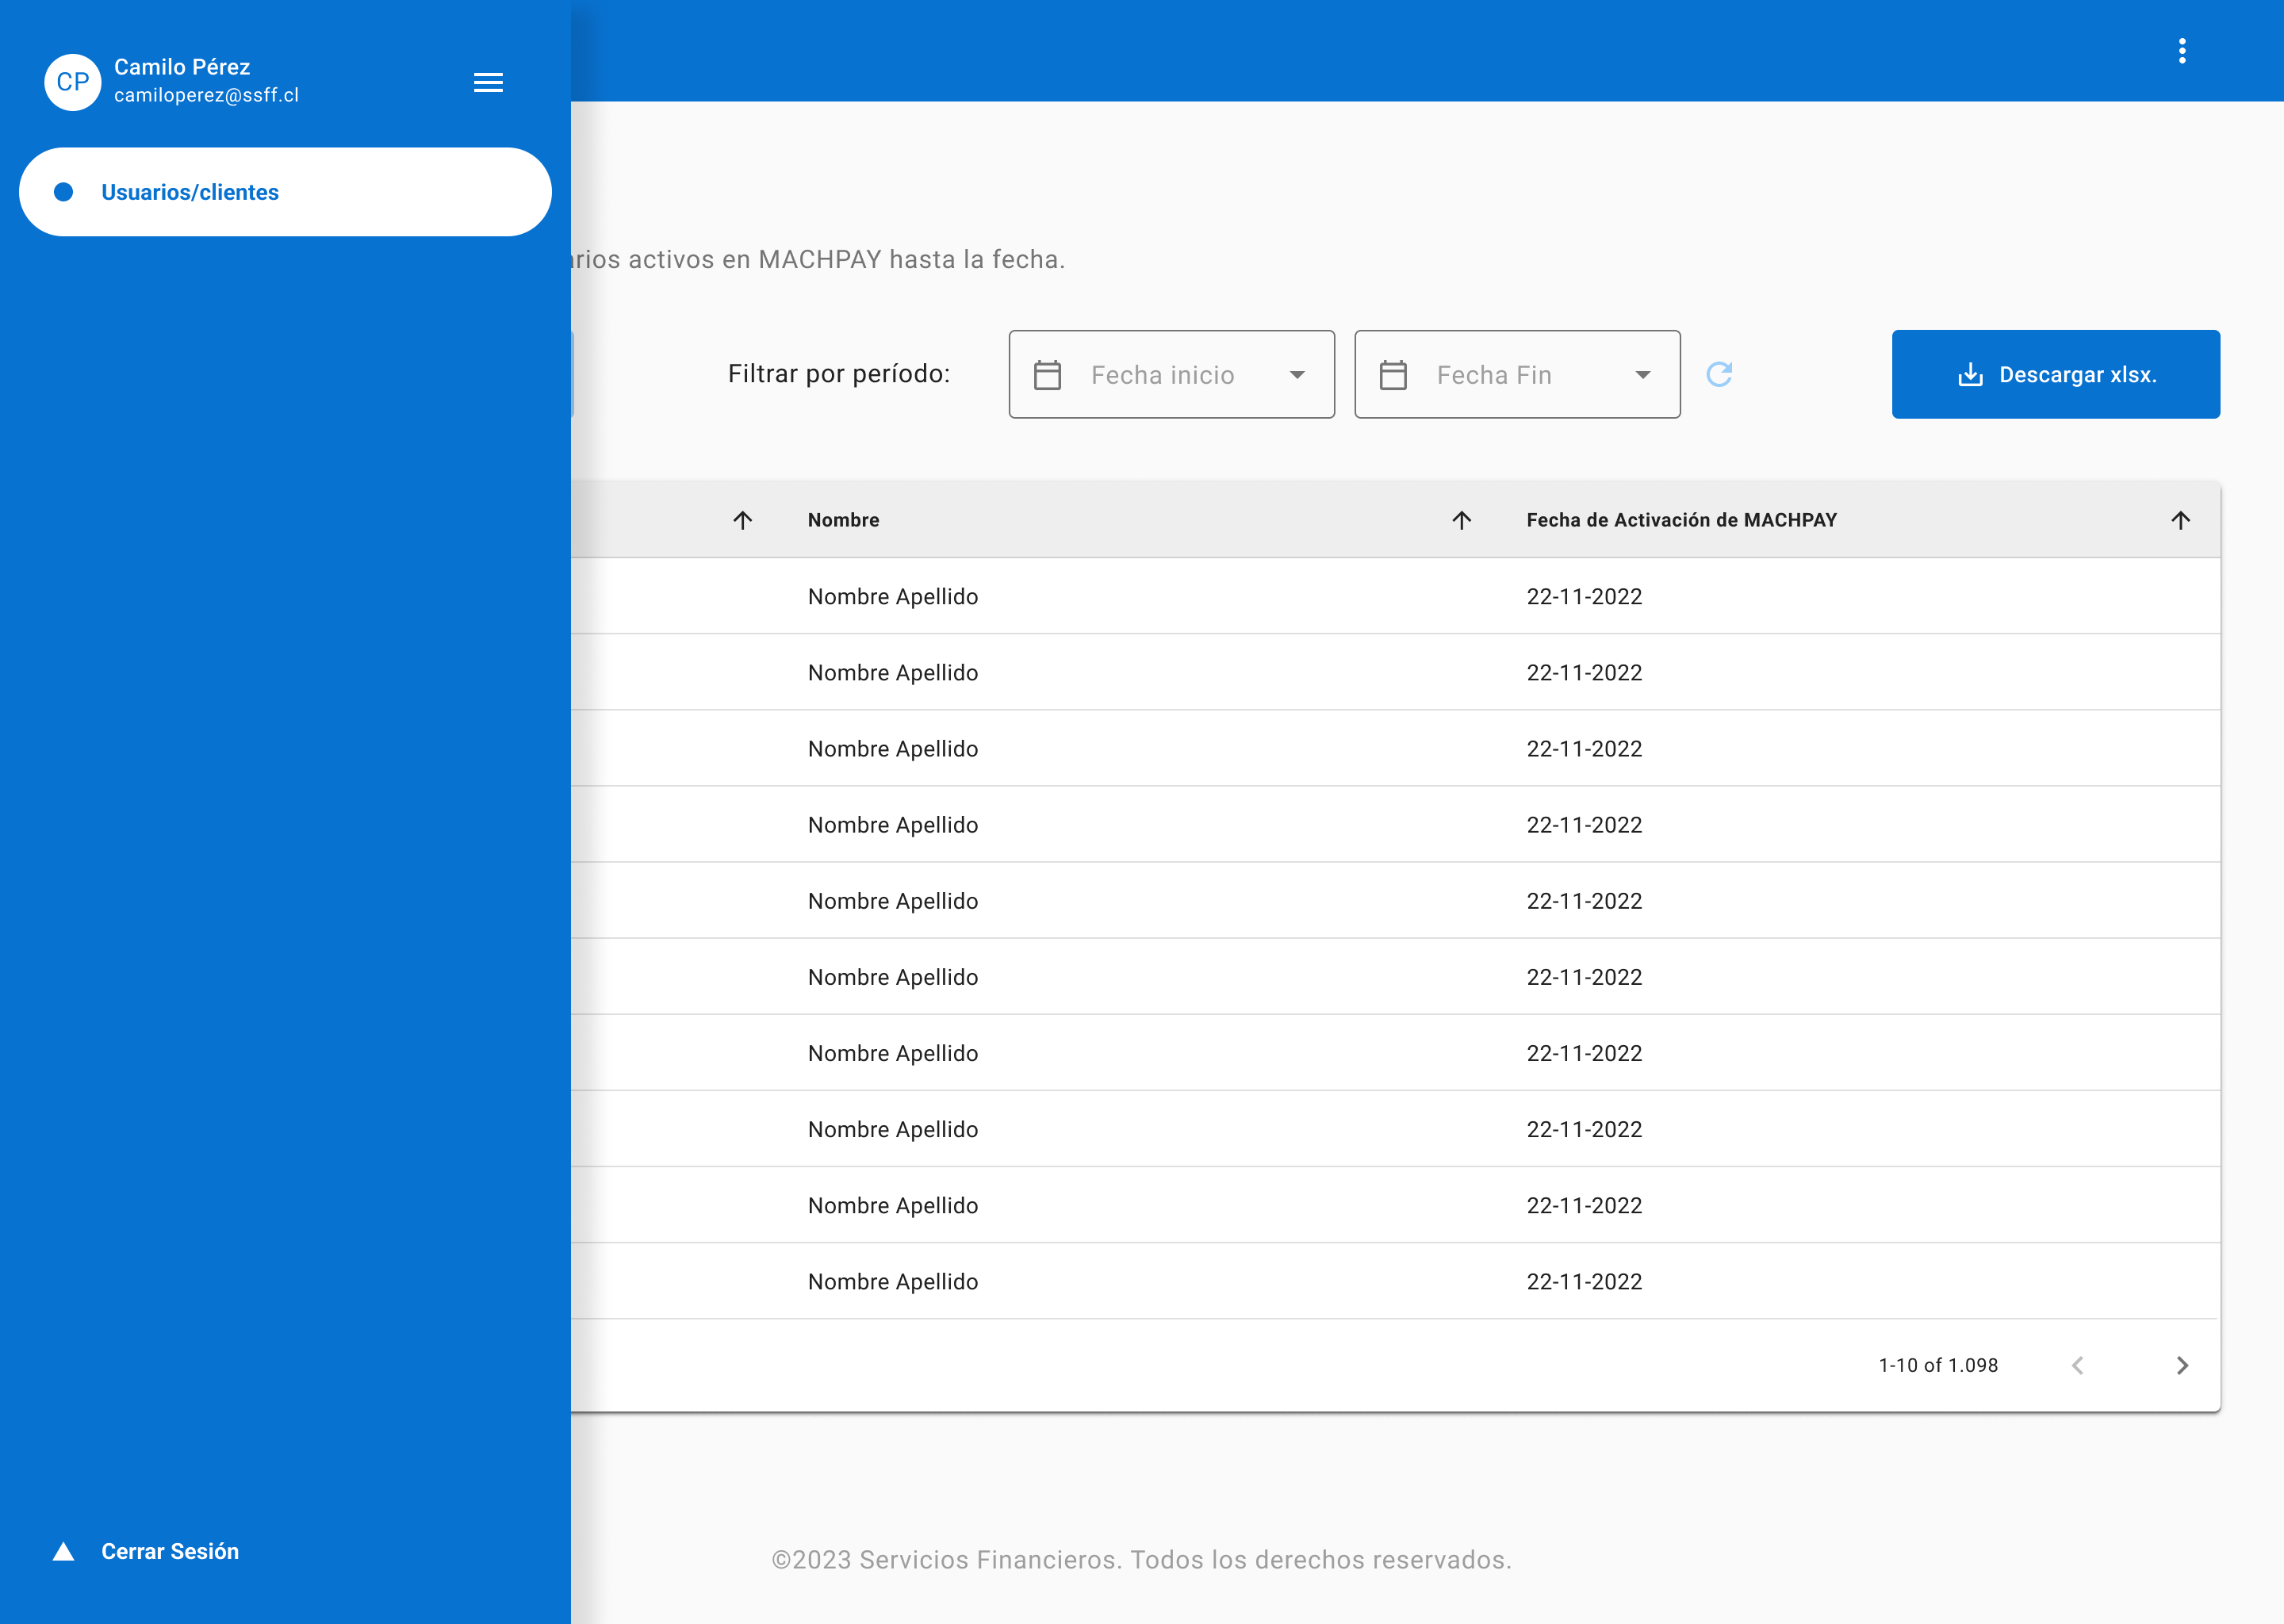 CP
Camilo Pérez
camiloperez@ssff.cl
Usuarios/clientes
activos en MACHPAY hasta la fecha.
Filtrar por período:
Fecha inicio
Fecha Fin
Descargar xlsx.
Nombre
Fecha de Activación de MACHPAY
Nombre Apellido 22-11-2022
Nombre Apellido 22-11-2022
Nombre Apellido 22-11-2022
Nombre Apellido 22-11-2022
Nombre Apellido 22-11-2022
Nombre Apellido 22-11-2022
Nombre Apellido 22-11-2022
Nombre Apellido 22-11-2022
Nombre Apellido 22-11-2022
Nombre Apellido 22-11-2022
1-10 of 1.098
Cerrar Sesión
©2023 Servicios Financieros. Todos los derechos reservados.